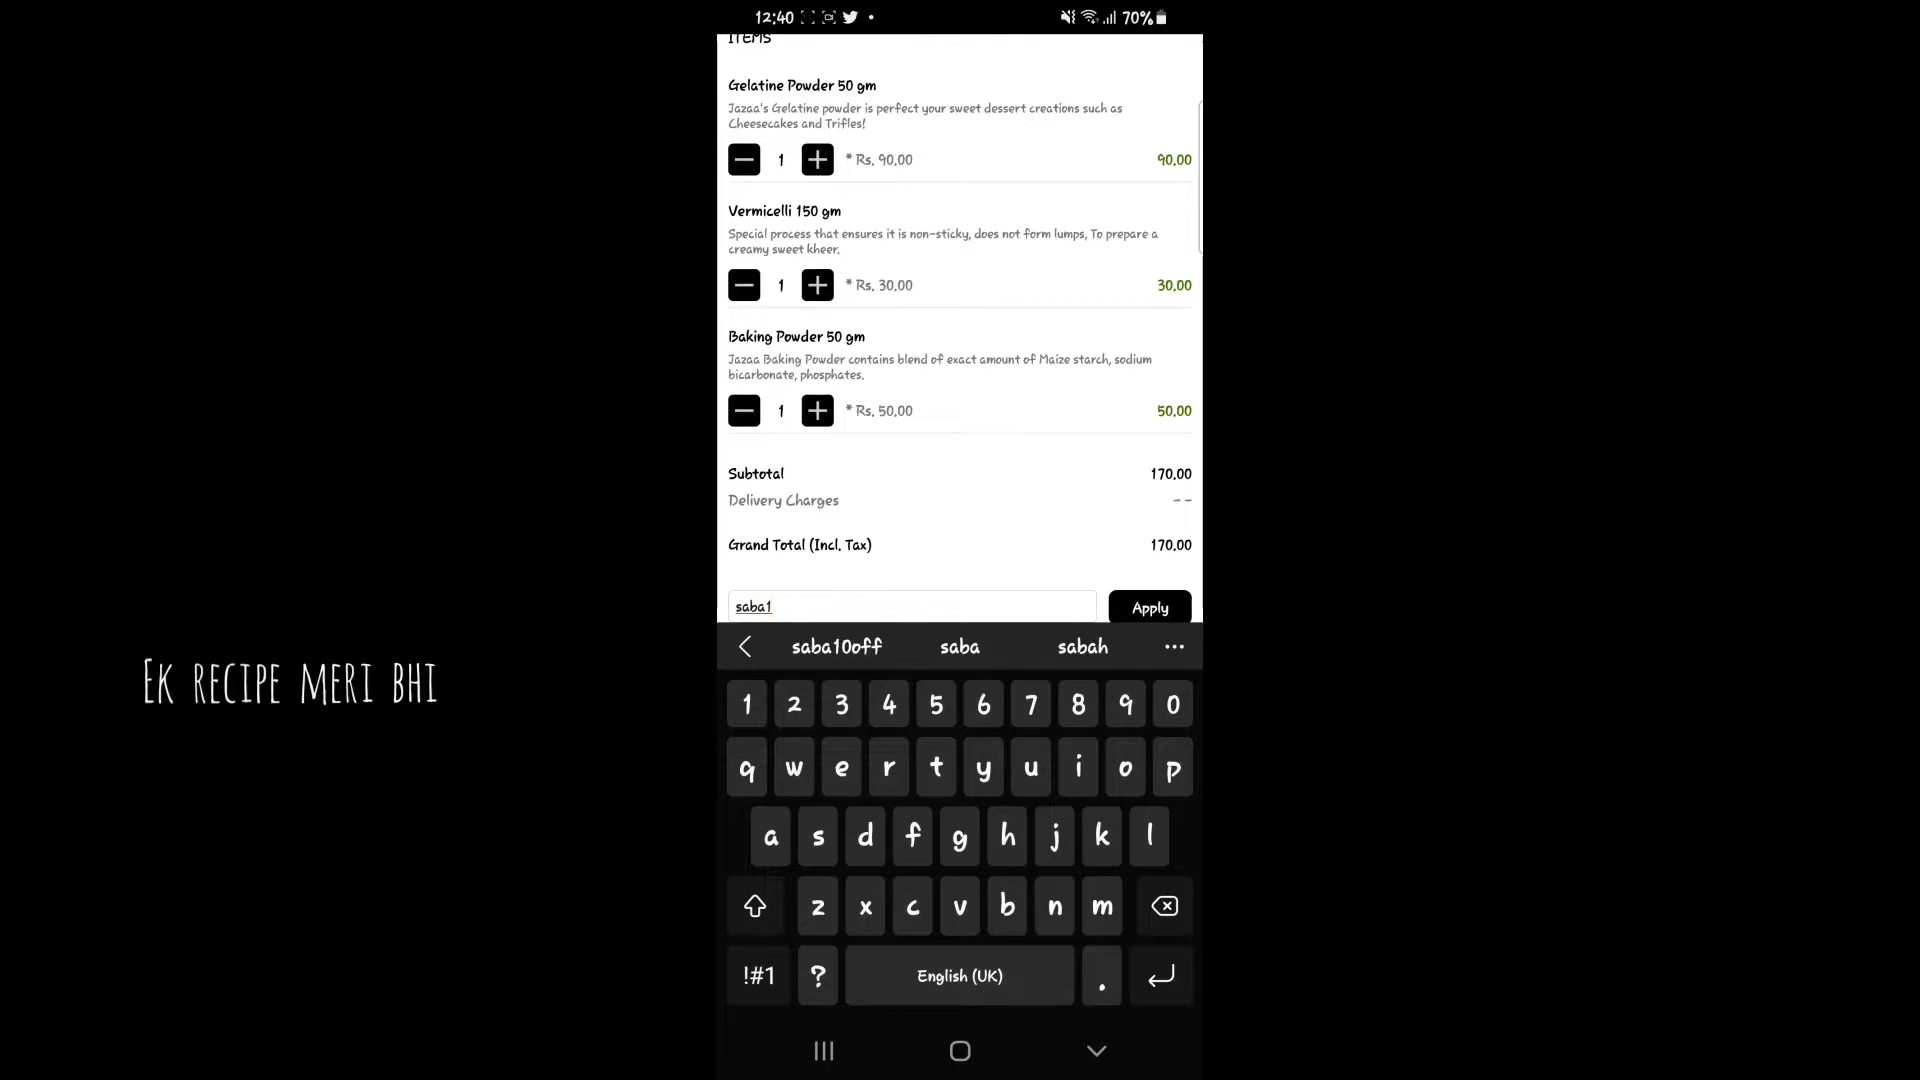 12:40
70%
ITEMS
Gelatine Powder 50 gm
Jazaa's Gelatine powder is perfect your sweet dessert creations such as
Cheesecakes and Trifles!
1 * Rs. 90.00 90.00
Vermicelli 150 gm
Special process that ensures it is non-sticky, does not form lumps, To prepare a
creamy sweet kheer.
1 * Rs. 30.00 30.00
Baking Powder 50 gm
Jazaa Baking Powder contains blend of exact amount of Maize starch, sodium
bicarbonate, phosphates.
1 * Rs. 50.00 50.00
Subtotal 170.00
Delivery Charges --
Grand Total (Incl. Tax) 170.00
saba1 Apply
saba10off saba sabah ...
1 2 3 4 5 6 7 8 9 0
q w e r t y u i o p
a s d f g h j k l
z x c v b n m
!#1 ? English (UK) .
Ek recipe meri bhi